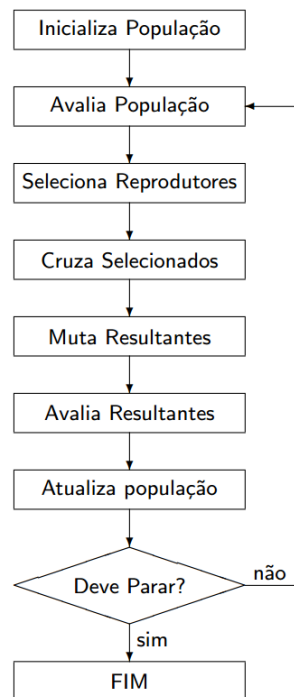 Inicializa População
Avalia População
Seleciona Reprodutores
Cruza Selecionados
Muta Resultantes
Avalia Resultantes
Atualiza população
Deve Parar?
não
sim
FIM